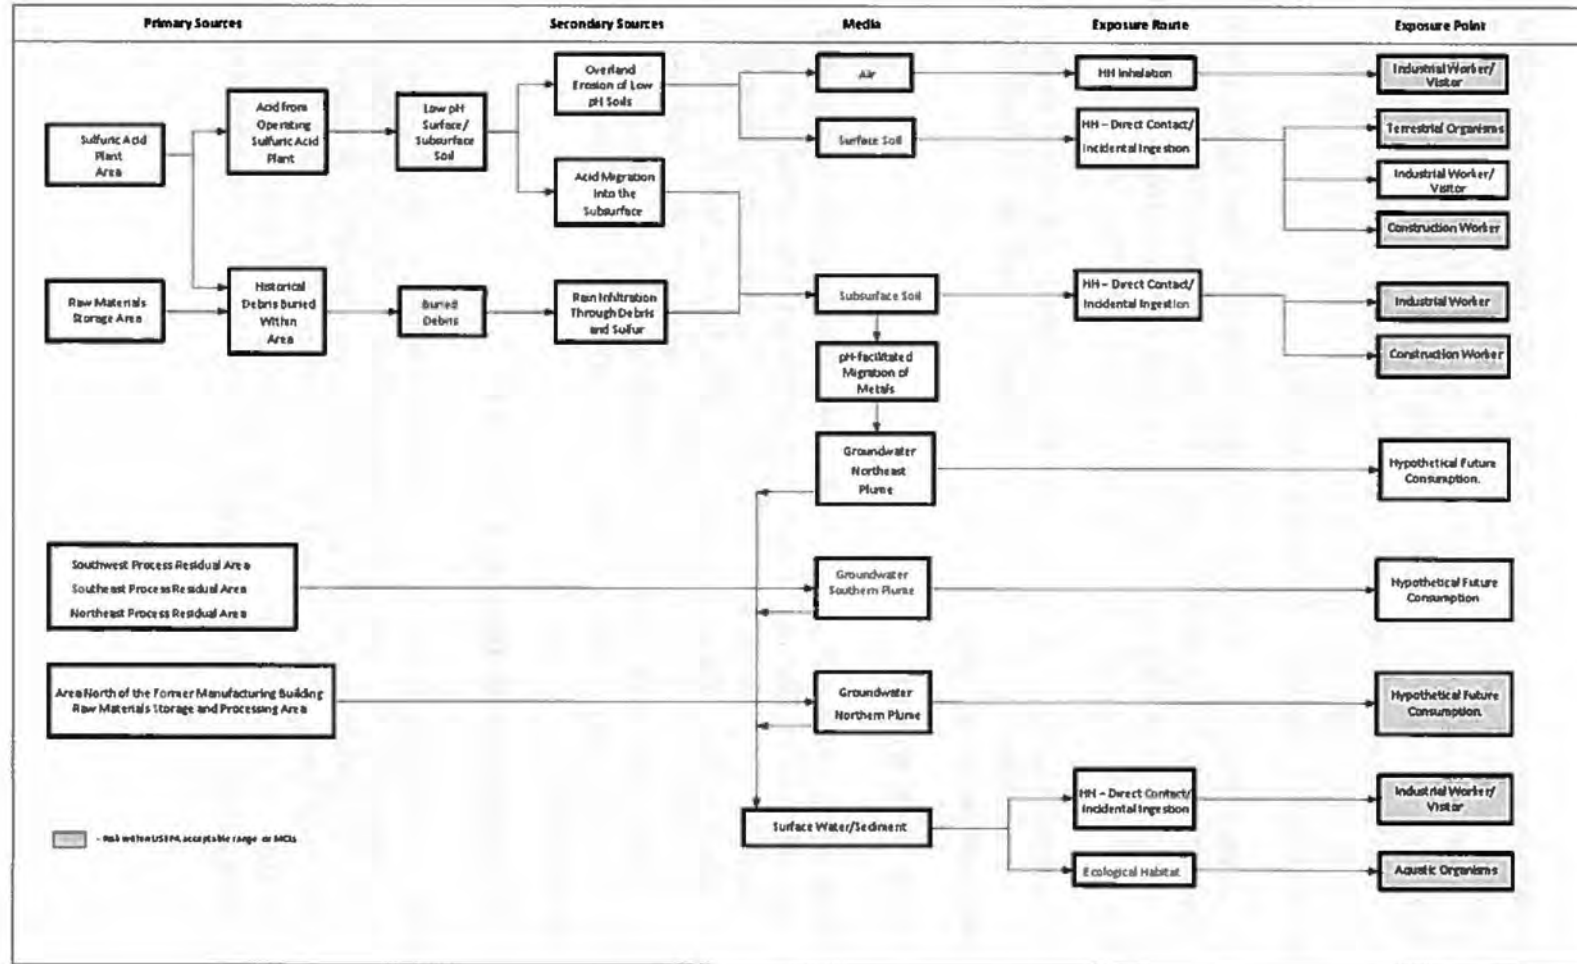 Primary Sources
Secondary Sources
Media
Exposure Route
Exposure Point
Sulfuric Acid
Plant
Area
Acid from
Operating
Sulfuric Acid
Plant
Low pH
Surface/
Subsurface
Soil
Overland
Erosion of Low
pH Soils
Acid Migration
Into the
Subsurface
Air
Surface Soil
HH Inhalation
HH – Direct Contact/
Incidental Ingestion
Industrial Worker/
Visitor
Terrestrial Organisms
Industrial Worker/
Visitor
Construction Worker
Raw Materials
Storage Area
Historical
Debris Buried
Within
Area
Buried
Debris
Rain Infiltration
Through Debris
and Sulfur
Subsurface Soil
HH – Direct Contact/
Incidental Ingestion
Industrial Worker
Construction Worker
pH-facilitated
Migration of
Metals
Groundwater
Northeast
Plume
Hypothetical Future
Consumption.
Southwest Process Residual Area
Southeast Process Residual Area
Northeast Process Residual Area
Groundwater
Southern Plume
Hypothetical Future
Consumption
Area North of the Former Manufacturing Building
Raw Materials Storage and Processing Area
Groundwater
Northern Plume
Hypothetical Future
Consumption.
Surface Water/Sediment
HH – Direct Contact/
Incidental Ingestion
Industrial Worker/
Visitor
Ecological Habitat
Aquatic Organisms
- Risk within USEPA acceptable range or MCLs